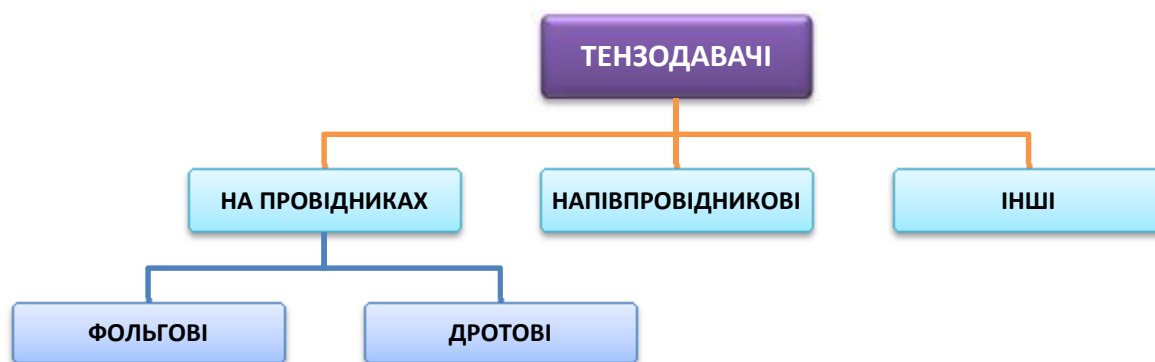 ТЕНЗОДАВАЧІ
НА ПРОВІДНИКАХ
НАПІВПРОВІДНИКОВІ
ІНШІ
ФОЛЬГОВІ
ДРОТОВІ